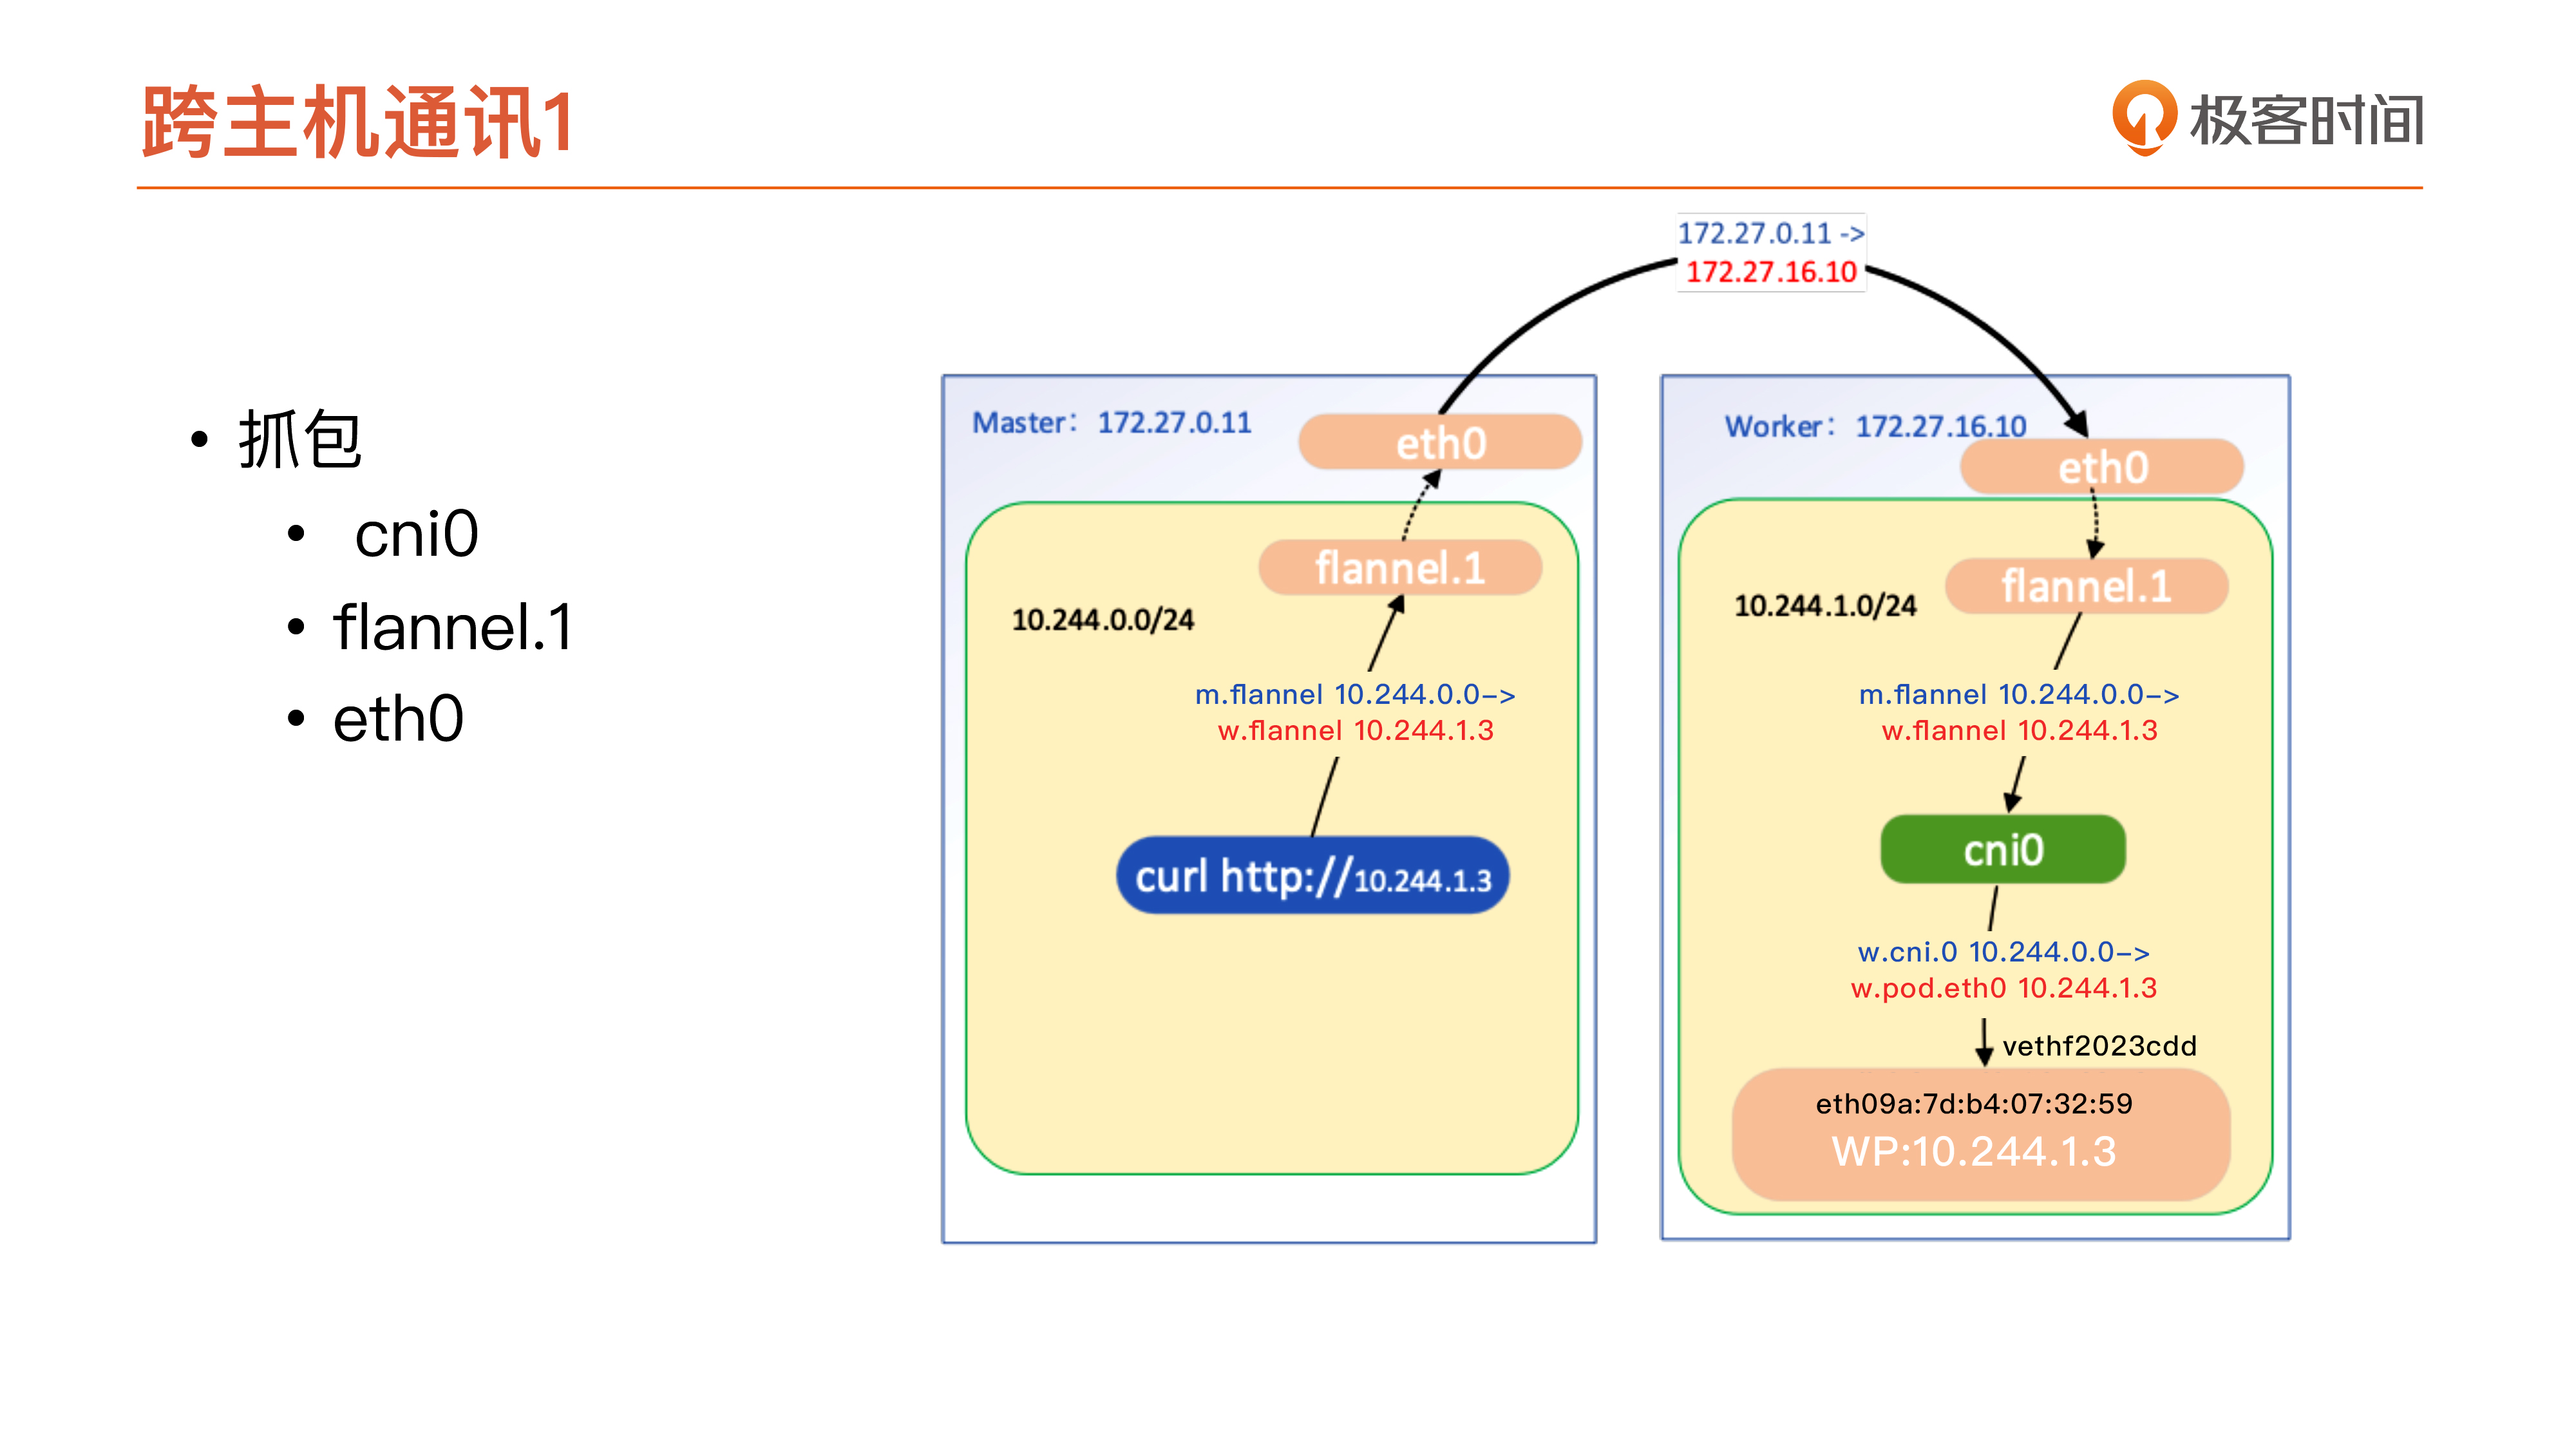 跨主机通讯1
极客时间
• 抓包
• cni0
• flannel.1
• eth0
172.27.0.11 ->
172.27.16.10
Master： 172.27.0.11
eth0
flannel.1
10.244.0.0/24
m.flannel 10.244.0.0->
w.flannel 10.244.1.3
curl http://10.244.1.3
Worker： 172.27.16.10
eth0
flannel.1
10.244.1.0/24
m.flannel 10.244.0.0->
w.flannel 10.244.1.3
cni0
w.cni.0 10.244.0.0->
w.pod.eth0 10.244.1.3
vethf2023cdd
eth09a:7d:b4:07:32:59
WP:10.244.1.3